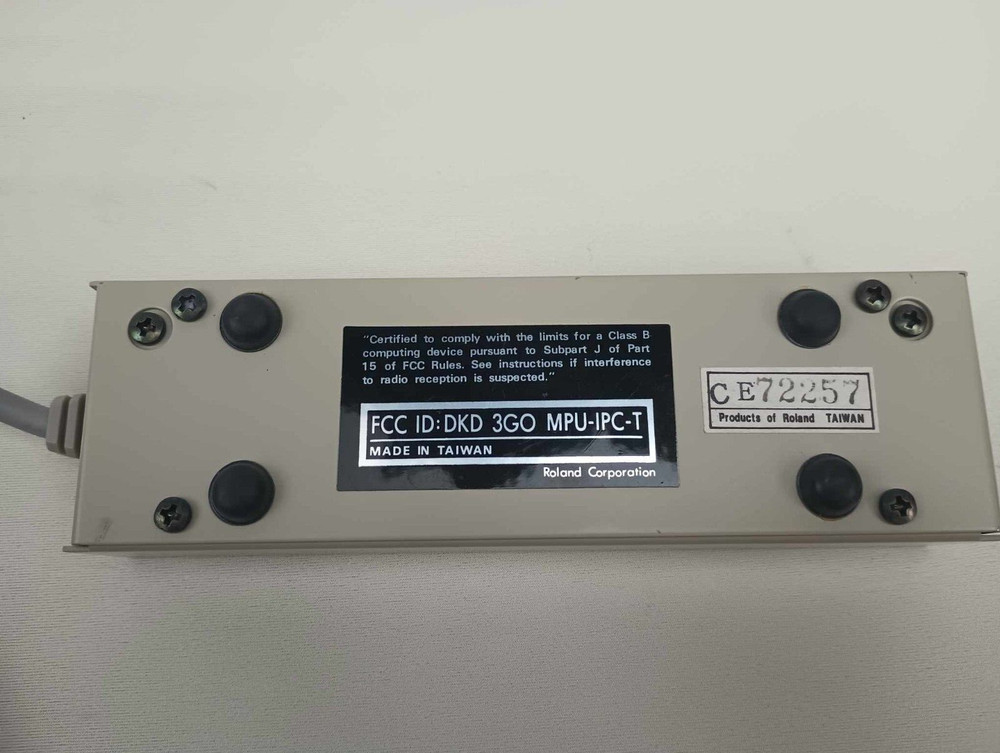 "Certified to comply with the limits for a Class B
computing device pursuant to Subpart J of Part
15 of FCC Rules. See instructions if interference
to radio reception is suspected."
FCC ID: DKD 3GO MPU-IPC-T
MADE IN TAIWAN
Roland Corporation
CE72257
Products of Roland TAIWAN